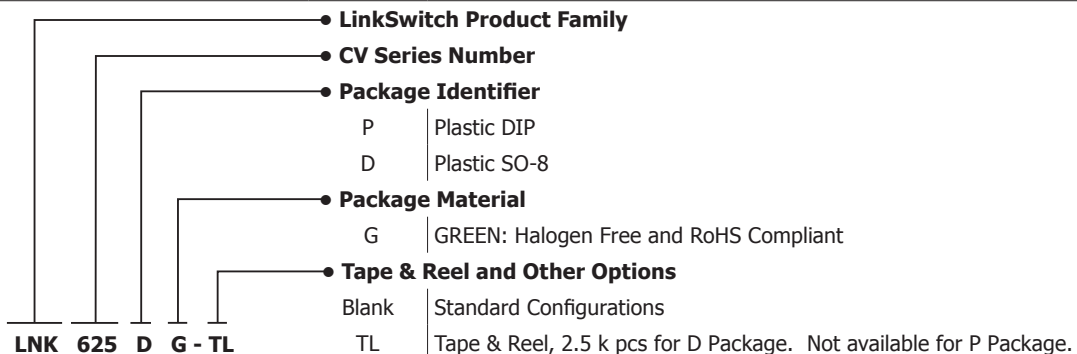 LinkSwitch Product Family
CV Series Number
Package Identifier
P Plastic DIP
D Plastic SO-8
Package Material
G GREEN: Halogen Free and RoHS Compliant
Tape & Reel and Other Options
Blank Standard Configurations
TL Tape & Reel, 2.5 k pcs for D Package. Not available for P Package.
LNK 625 D G - TL